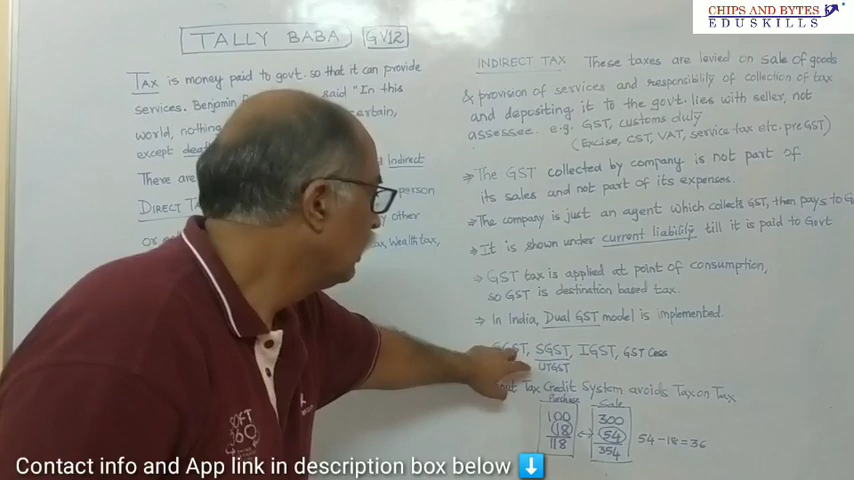 CHIPS AND BYTES
EDUSKILLS
TALLY BABA GV12
TAX is money paid to govt. so that it can provide
services. Benjamin said "In this
world, nothing certain,
except
There are Indirect
DIRECT person
or other
Wealth tax,
INDIRECT TAX These taxes are levied on sale of goods
& provision of services and responsibility of collection of tax
and depositing it to the govt. lies with seller, not
assessee. e.g. GST, customs duty
(Excise, CST, VAT, service tax etc. pre GST)
⇒ The GST collected by company is not part of
its sales and not part of its expenses.
⇒ The company is just an agent which collects GST, then pays to G
⇒ It is shown under current liability till it is paid to Govt
⇒ GST tax is applied at point of consumption,
so GST is destination based tax.
⇒ In India, Dual GST model is implemented.
CGST, SGST, IGST, GST Cess
UTGST
Tax Credit System avoids Tax on Tax
Purchase Sale
100 300
18 ↔ 54 54-18=36
118 354
SOFT
360
Contact info and App link in description box below ⬇